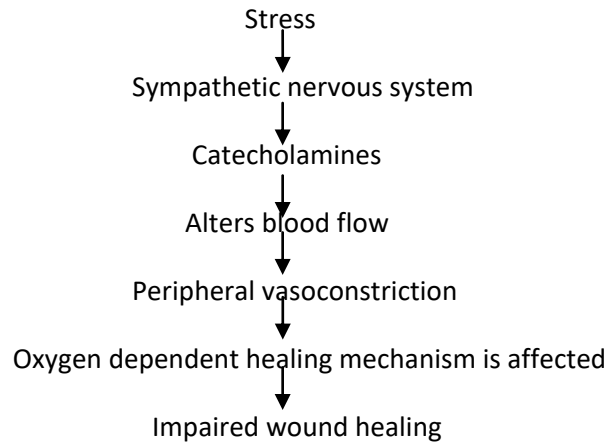 Stress
Sympathetic nervous system
Catecholamines
Alters blood flow
Peripheral vasoconstriction
Oxygen dependent healing mechanism is affected
Impaired wound healing